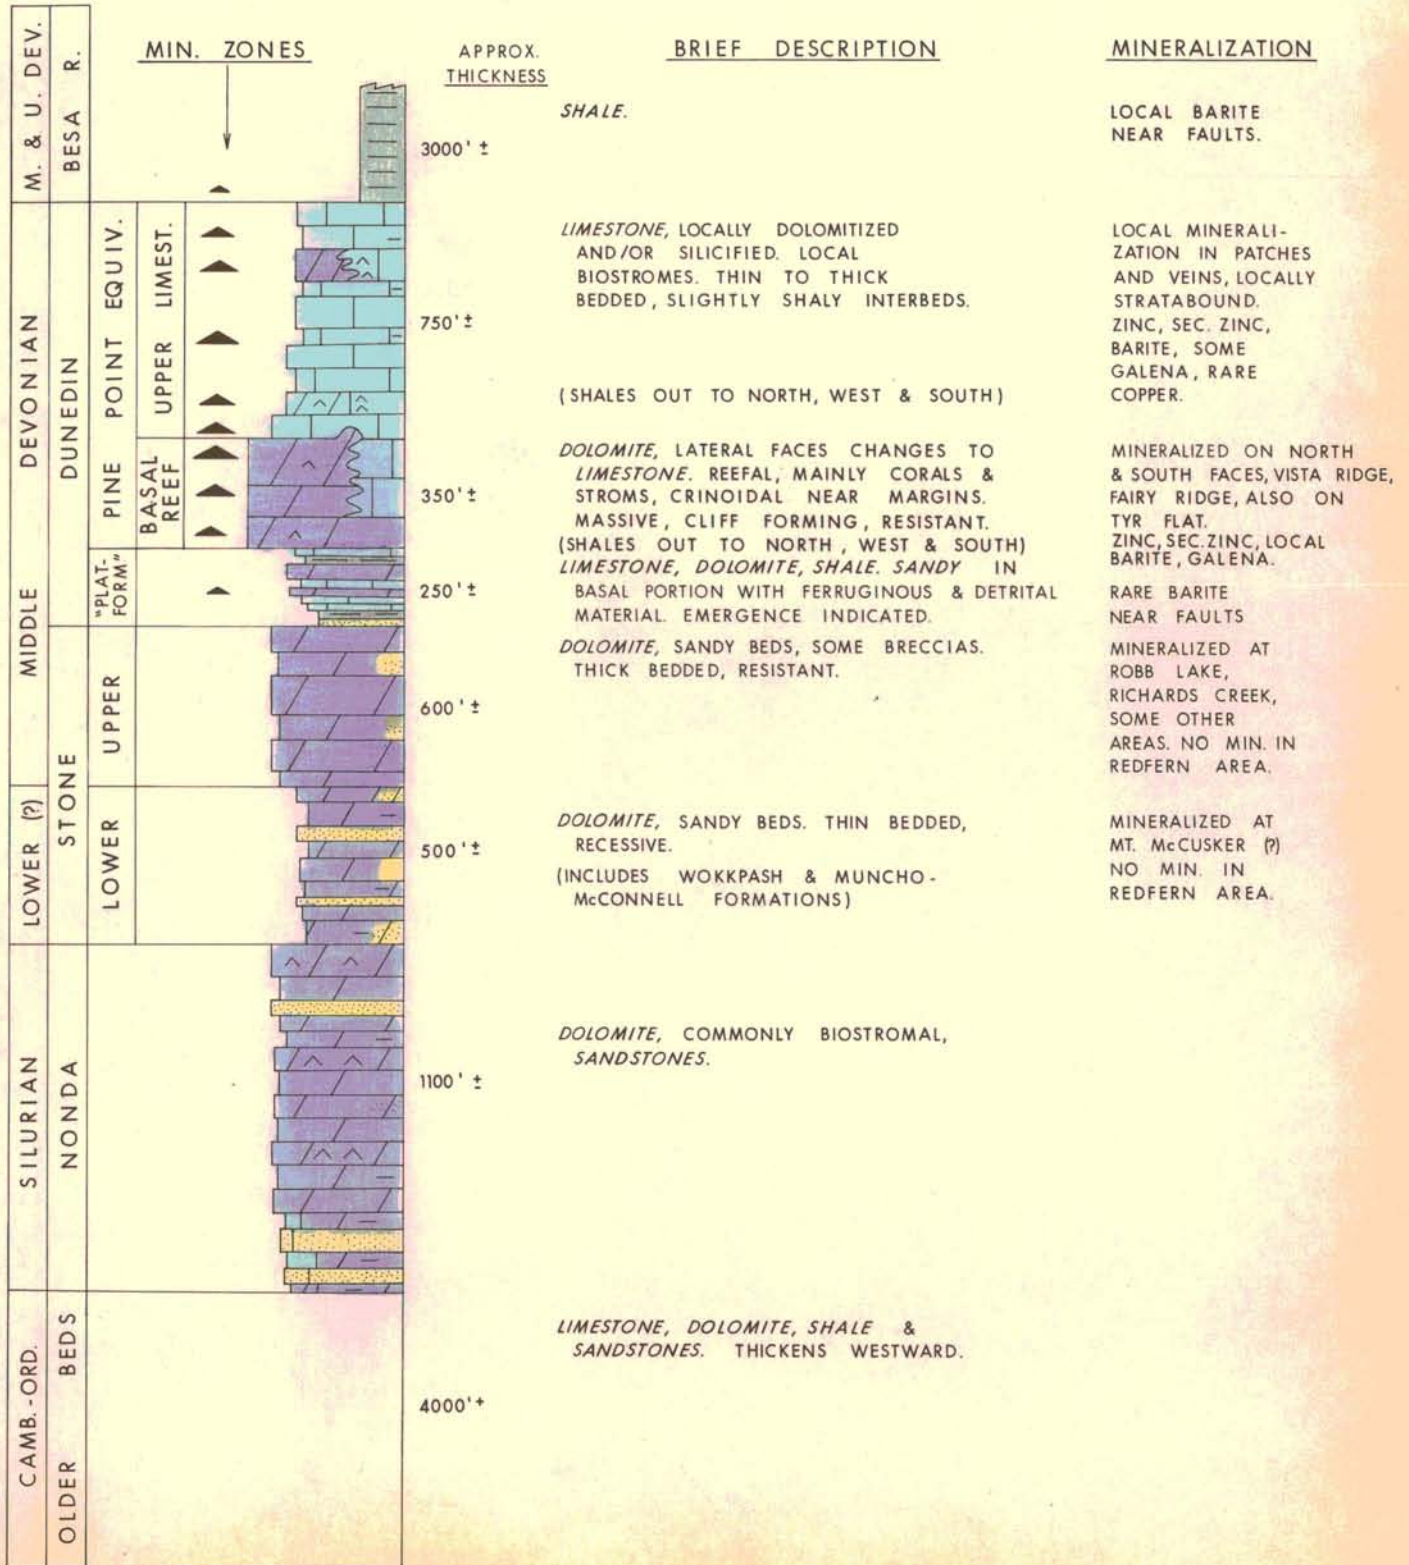 MIN. ZONES
APPROX.
THICKNESS
BRIEF DESCRIPTION
MINERALIZATION
M. & U. DEV.
BESA R.
3000' ±
SHALE.
LOCAL BARITE
NEAR FAULTS.
MIDDLE DEVONIAN
DUNEDIN
PINE POINT EQUIV.
UPPER LIMEST.
750' ±
LIMESTONE, LOCALLY DOLOMITIZED
AND/OR SILICIFIED. LOCAL
BIOSTROMES. THIN TO THICK
BEDDED, SLIGHTLY SHALY INTERBEDS.
(SHALES OUT TO NORTH, WEST & SOUTH)
LOCAL MINERALI-
ZATION IN PATCHES
AND VEINS, LOCALLY
STRATABOUND.
ZINC, SEC. ZINC,
BARITE, SOME
GALENA, RARE
COPPER.
BASAL
REEF
350' ±
DOLOMITE, LATERAL FACES CHANGES TO
LIMESTONE. REEFAL, MAINLY CORALS &
STROMS, CRINOIDAL NEAR MARGINS.
MASSIVE, CLIFF FORMING, RESISTANT.
(SHALES OUT TO NORTH, WEST & SOUTH)
MINERALIZED ON NORTH
& SOUTH FACES, VISTA RIDGE,
FAIRY RIDGE, ALSO ON
TYR FLAT.
ZINC, SEC. ZINC, LOCAL
BARITE, GALENA.
"PLAT-
FORM"
250' ±
LIMESTONE, DOLOMITE, SHALE. SANDY IN
BASAL PORTION WITH FERRUGINOUS & DETRITAL
MATERIAL. EMERGENCE INDICATED.
RARE BARITE
NEAR FAULTS
STONE
UPPER
600' ±
DOLOMITE, SANDY BEDS, SOME BRECCIAS.
THICK BEDDED, RESISTANT.
MINERALIZED AT
ROBB LAKE,
RICHARDS CREEK,
SOME OTHER
AREAS. NO MIN. IN
REDFERN AREA.
LOWER (?)
LOWER
500' ±
DOLOMITE, SANDY BEDS. THIN BEDDED,
RECESSIVE.
(INCLUDES WOKKPASH & MUNCHO-
McCONNELL FORMATIONS)
MINERALIZED AT
MT. McCUSKER (?)
NO MIN. IN
REDFERN AREA.
SILURIAN
NONDA
1100' ±
DOLOMITE, COMMONLY BIOSTROMAL,
SANDSTONES.
CAMB.-ORD.
OLDER BEDS
4000' +
LIMESTONE, DOLOMITE, SHALE &
SANDSTONES. THICKENS WESTWARD.